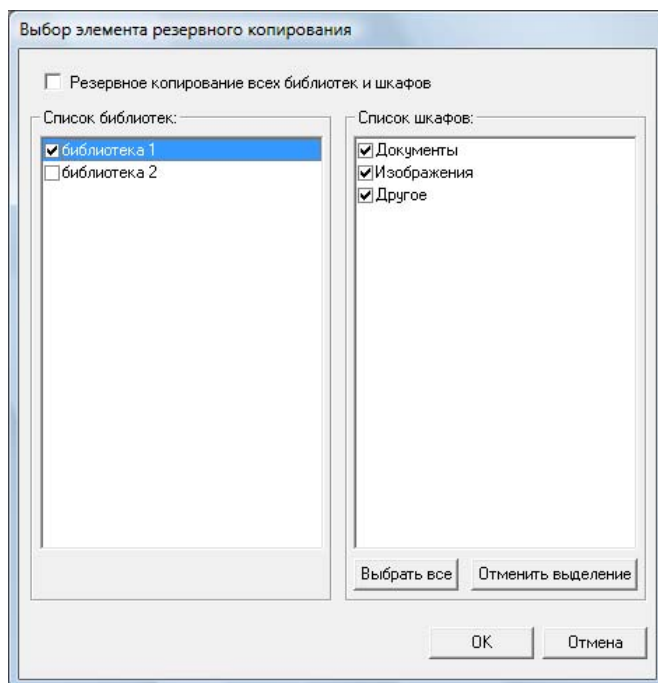 Выбор элемента резервного копирования
Резервное копирование всех библиотек и шкафов
Список библиотек:
библиотека 1
библиотека 2
Список шкафов:
Документы
Изображения
Другое
Выбрать все
Отменить выделение
OK
Отмена